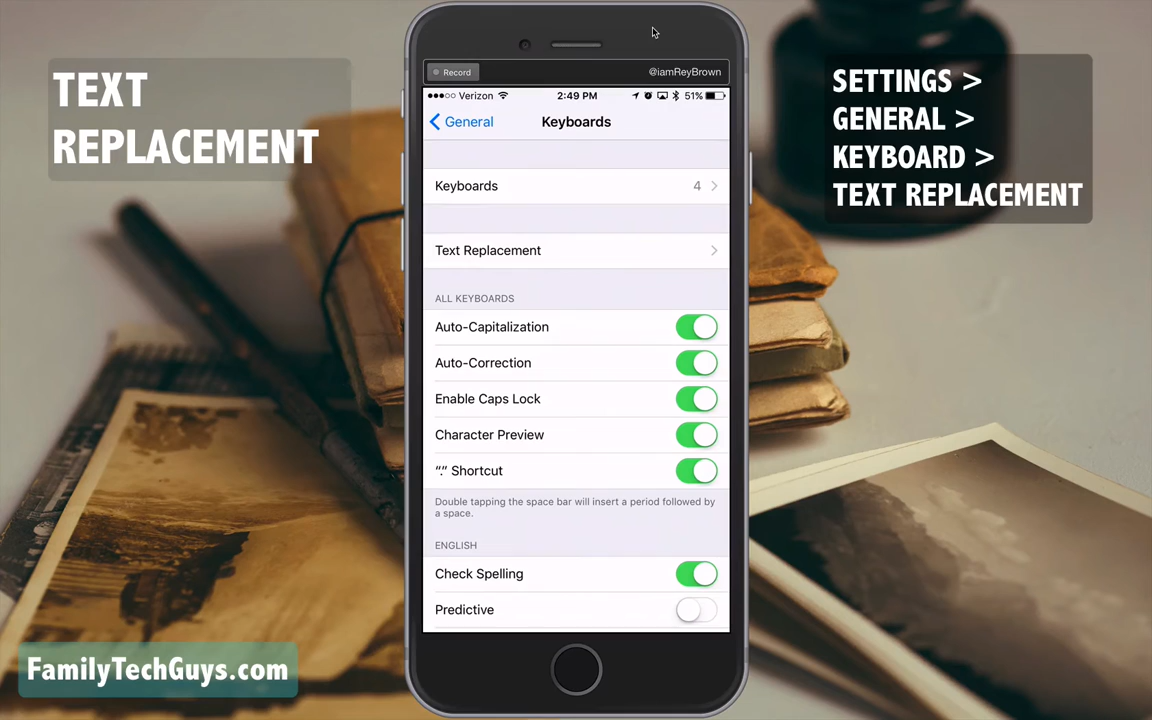 TEXT
REPLACEMENT
SETTINGS >
GENERAL >
KEYBOARD >
TEXT REPLACEMENT
Record
@iamReyBrown
Verizon 2:49 PM 51%
General Keyboards
Keyboards 4
Text Replacement
ALL KEYBOARDS
Auto-Capitalization
Auto-Correction
Enable Caps Lock
Character Preview
“.” Shortcut
Double tapping the space bar will insert a period followed by
a space.
ENGLISH
Check Spelling
Predictive
FamilyTechGuys.com